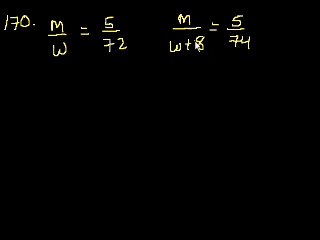 170. M/W = 5/72 M/(W+8) = 5/74